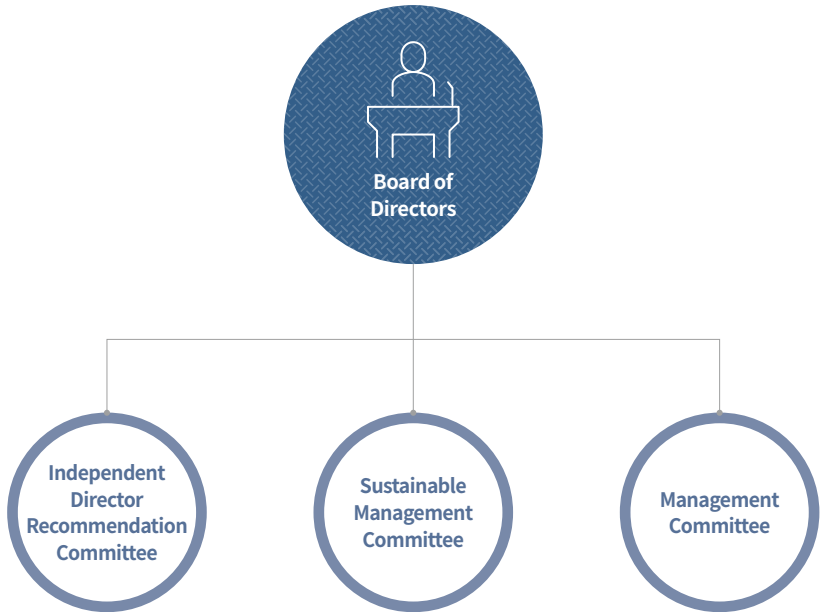 Board of
Directors
Independent
Director
Recommendation
Committee
Sustainable
Management
Committee
Management
Committee